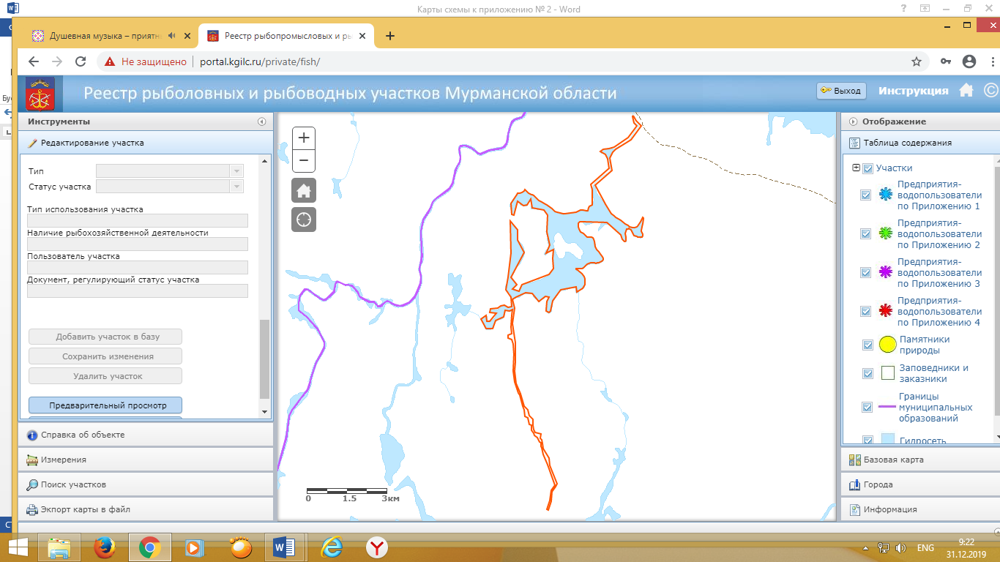 Карты схемы к приложению № 2 - Word
Душевная музыка – приятн
Реестр рыбопромысловых и ры
Не защищено
portal.kgilc.ru/private/fish/
Реестр рыболовных и рыбоводных участков Мурманской области
Выход
Инструкция
Инструменты
Редактирование участка
Тип
Статус участка
Тип использования участка
Наличие рыбохозяйственной деятельности
Пользователь участка
Документ, регулирующий статус участка
Добавить участок в базу
Сохранить изменения
Удалить участок
Предварительный просмотр
Справка об объекте
Измерения
Поиск участков
Экспорт карты в файл
+
−
0 1.5 3км
Отображение
Таблица содержания
Участки
Предприятия-
водопользователи
по Приложению 1
Предприятия-
водопользователи
по Приложению 2
Предприятия-
водопользователи
по Приложению 3
Предприятия-
водопользователи
по Приложению 4
Памятники
природы
Заповедники и
заказники
Границы
муниципальных
образований
Гидросеть
Базовая карта
Города
Информация
ENG
9:22
31.12.2019